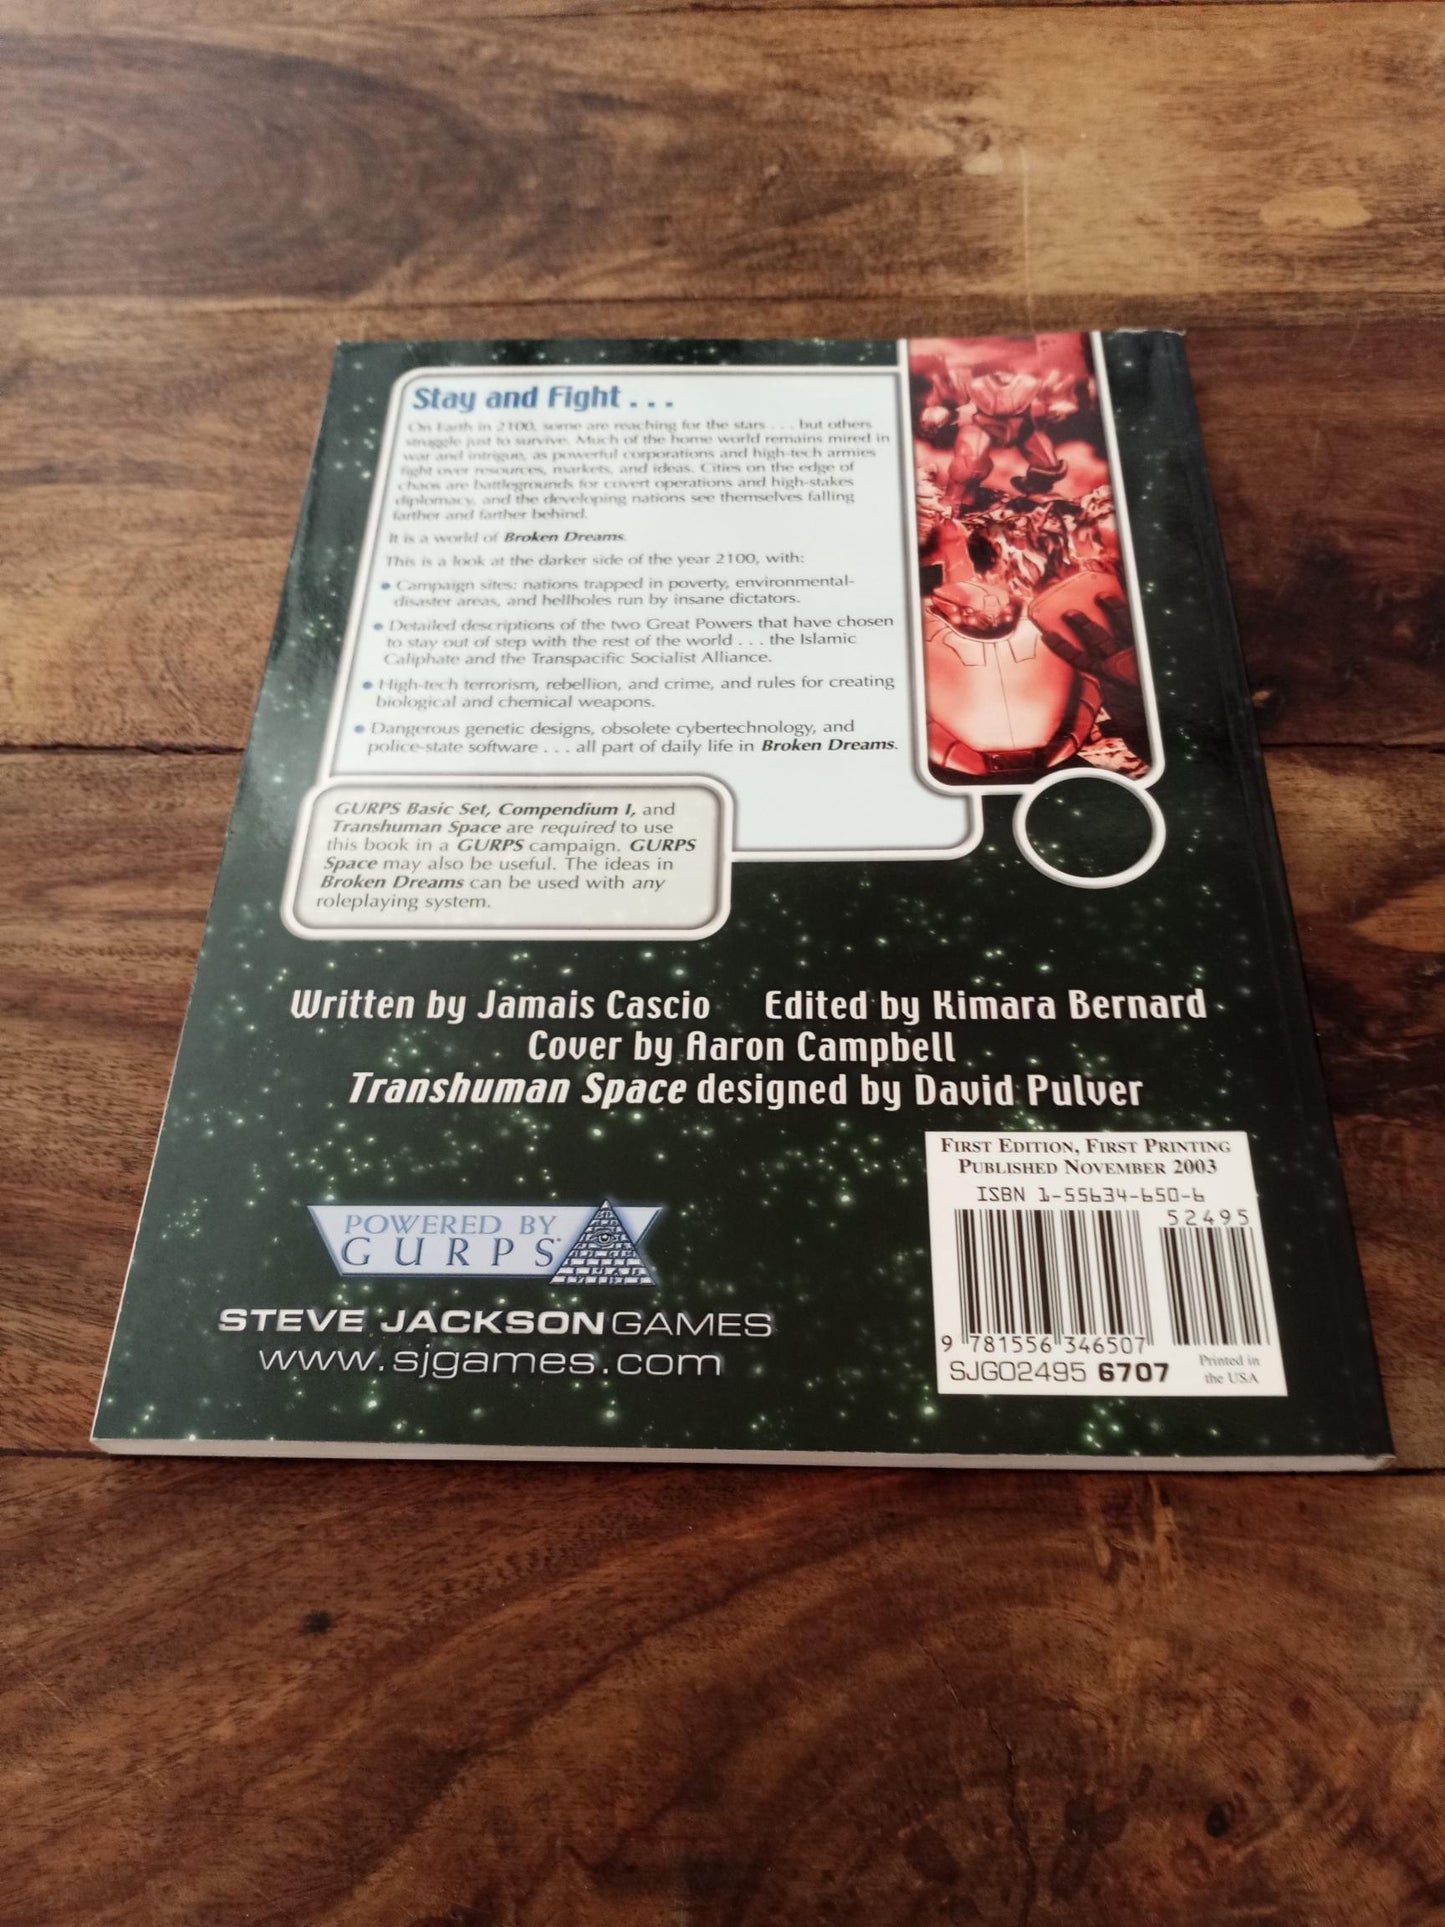 Stay and Fight . . .
On Earth in 2100, some are reaching for the stars . . . but others
struggle just to survive. Much of the home world remains mired in
war and intrigue, as powerful corporations and high-tech armies
fight over resources, markets, and ideas. Cities on the edge of
chaos are battlegrounds for covert operations and high-stakes
diplomacy, and the developing nations see themselves falling
farther and farther behind.
It is a world of Broken Dreams.
This is a look at the darker side of the year 2100, with:
• Campaign sites: nations trapped in poverty, environmental-
disaster areas, and hellholes run by insane dictators.
• Detailed descriptions of the two Great Powers that have chosen
to stay out of step with the rest of the world . . . the Islamic
Caliphate and the Transpacific Socialist Alliance.
• High-tech terrorism, rebellion, and crime, and rules for creating
biological and chemical weapons.
• Dangerous genetic designs, obsolete cybertechnology, and
police-state software . . . all part of daily life in Broken Dreams.
GURPS Basic Set, Compendium I, and
Transhuman Space are required to use
this book in a GURPS campaign. GURPS
Space may also be useful. The ideas in
Broken Dreams can be used with any
roleplaying system.
Written by Jamais Cascio Edited by Kimara Bernard
Cover by Aaron Campbell
Transhuman Space designed by David Pulver
FIRST EDITION, FIRST PRINTING
PUBLISHED NOVEMBER 2003
ISBN 1-55634-650-6
52495
9 781556 346507
SJG02495 6707
Printed in
the USA
POWERED BY
GURPS
STEVE JACKSON GAMES
www.sjgames.com